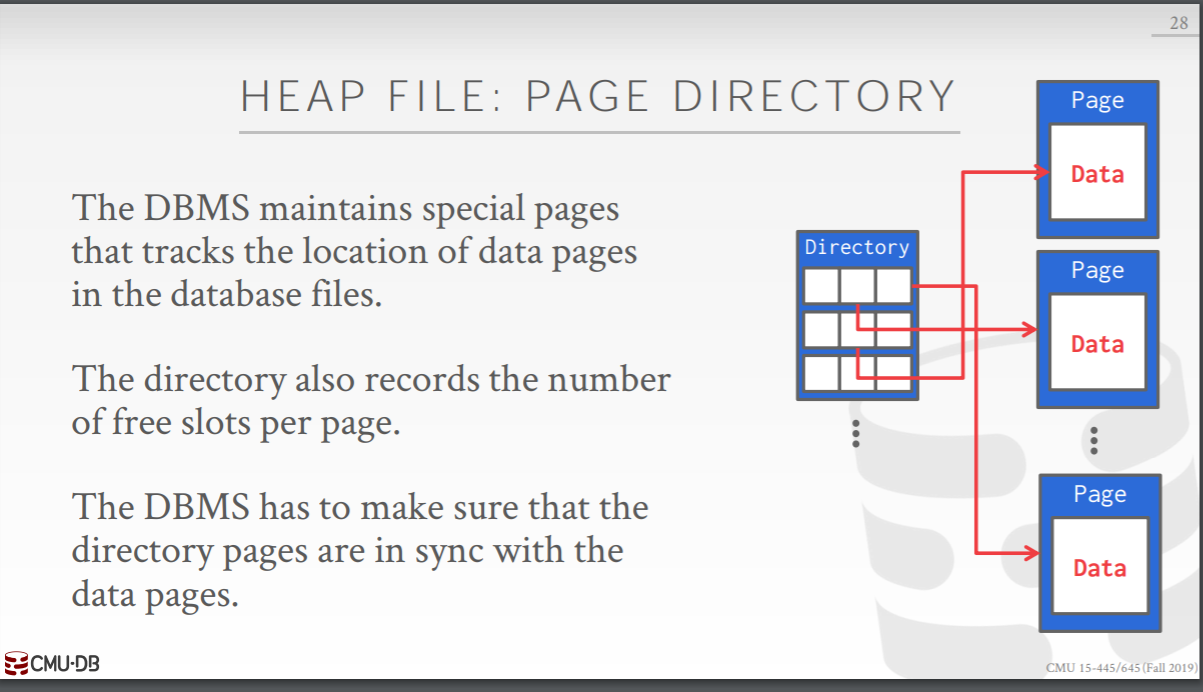 28
HEAP FILE: PAGE DIRECTORY
The DBMS maintains special pages
that tracks the location of data pages
in the database files.
The directory also records the number
of free slots per page.
The DBMS has to make sure that the
directory pages are in sync with the
data pages.
Directory
Page
Data
Page
Data
Page
Data
CMU·DB
CMU 15-445/645 (Fall 2019)